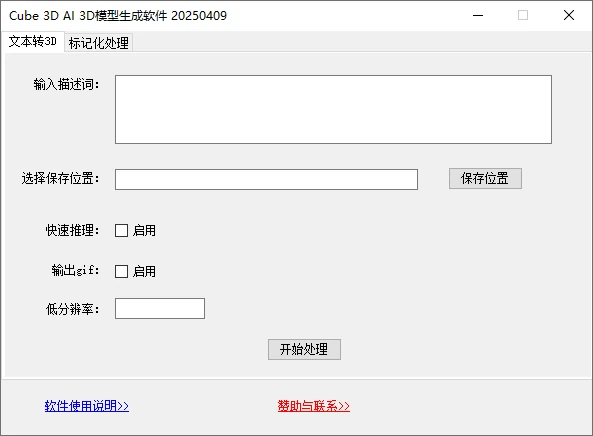 Cube 3D AI 3D模型生成软件 20250409
文本转3D 标记化处理
输入描述词：
选择保存位置： 保存位置
快速推理： 启用
输出gif： 启用
低分辨率：
开始处理
软件使用说明>> 赞助与联系>>